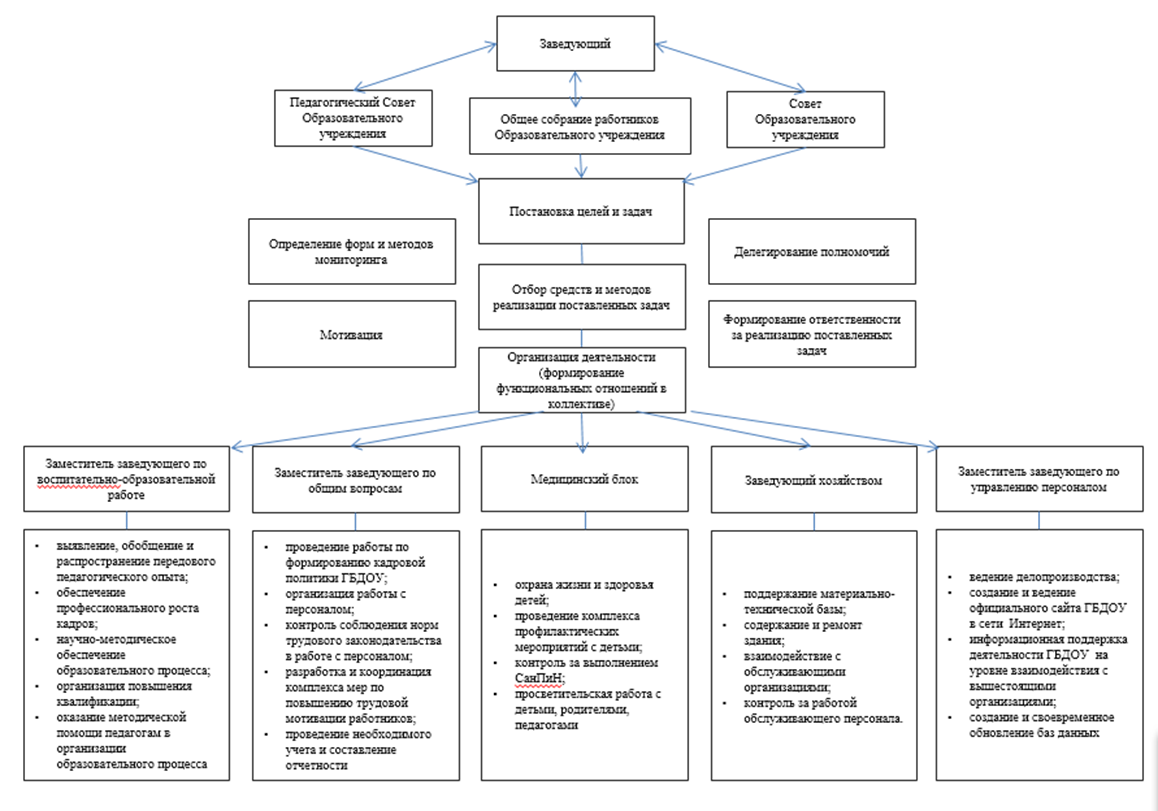 Заведующий
Педагогический Совет
Образовательного
учреждения
Общее собрание работников
Образовательного учреждения
Совет
Образовательного
учреждения
Постановка целей и задач
Определение форм и методов
мониторинга
Делегирование полномочий
Отбор средств и методов
реализации поставленных задач
Мотивация
Формирование ответственности
за реализацию поставленных
задач
Организация деятельности
(формирование
функциональных отношений в
коллективе)
Заместитель заведующего по
воспитательно-образовательной
работе
Заместитель заведующего по
общим вопросам
Медицинский блок
Заведующий хозяйством
Заместитель заведующего по
управлению персоналом
• выявление, обобщение и
распространение передового
педагогического опыта;
• обеспечение
профессионального роста
кадров;
• научно-методическое
обеспечение
образовательного процесса;
• организация повышения
квалификации;
• оказание методической
помощи педагогам в
организации
образовательного процесса
• проведение работы по
формированию кадровой
политики ГБДОУ;
• организация работы с
персоналом;
• контроль соблюдения норм
трудового законодательства
в работе с персоналом;
• разработка и координация
комплекса мер по
повышению трудовой
мотивации работников;
• проведение необходимого
учета и составление
отчетности
• охрана жизни и здоровья
детей;
• проведение комплекса
профилактических
мероприятий с детьми;
• контроль за выполнением
СанПиН;
• просветительская работа с
детьми, родителями,
педагогами
• поддержание материально-
технической базы;
• содержание и ремонт
здания;
• взаимодействие с
обслуживающими
организациями;
• контроль за работой
обслуживающего персонала.
• ведение делопроизводства;
• создание и ведение
официального сайта ГБДОУ
в сети Интернет;
• информационная поддержка
деятельности ГБДОУ на
уровне взаимодействия с
вышестоящими
организациями;
• создание и своевременное
обновление баз данных